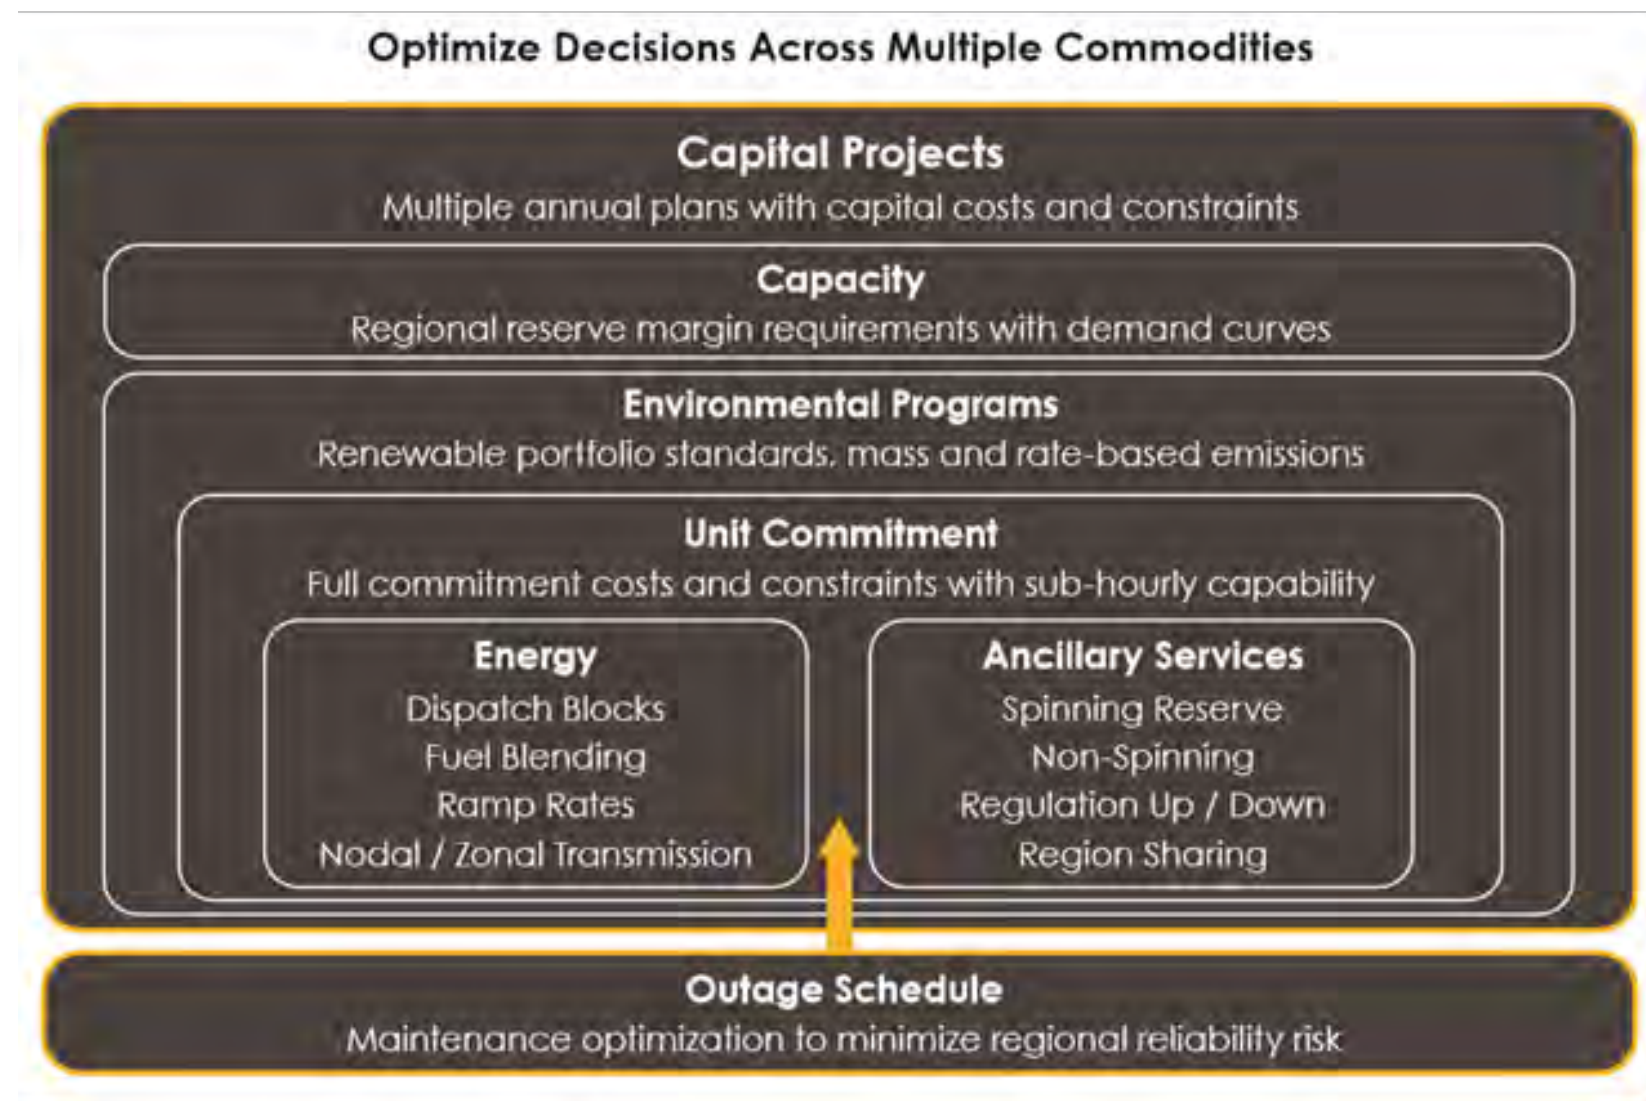 Optimize Decisions Across Multiple Commodities
Capital Projects
Multiple annual plans with capital costs and constraints
Capacity
Regional reserve margin requirements with demand curves
Environmental Programs
Renewable portfolio standards, mass and rate-based emissions
Unit Commitment
Full commitment costs and constraints with sub-hourly capability
Energy
Dispatch Blocks
Fuel Blending
Ramp Rates
Nodal / Zonal Transmission
Ancillary Services
Spinning Reserve
Non-Spinning
Regulation Up / Down
Region Sharing
Outage Schedule
Maintenance optimization to minimize regional reliability risk